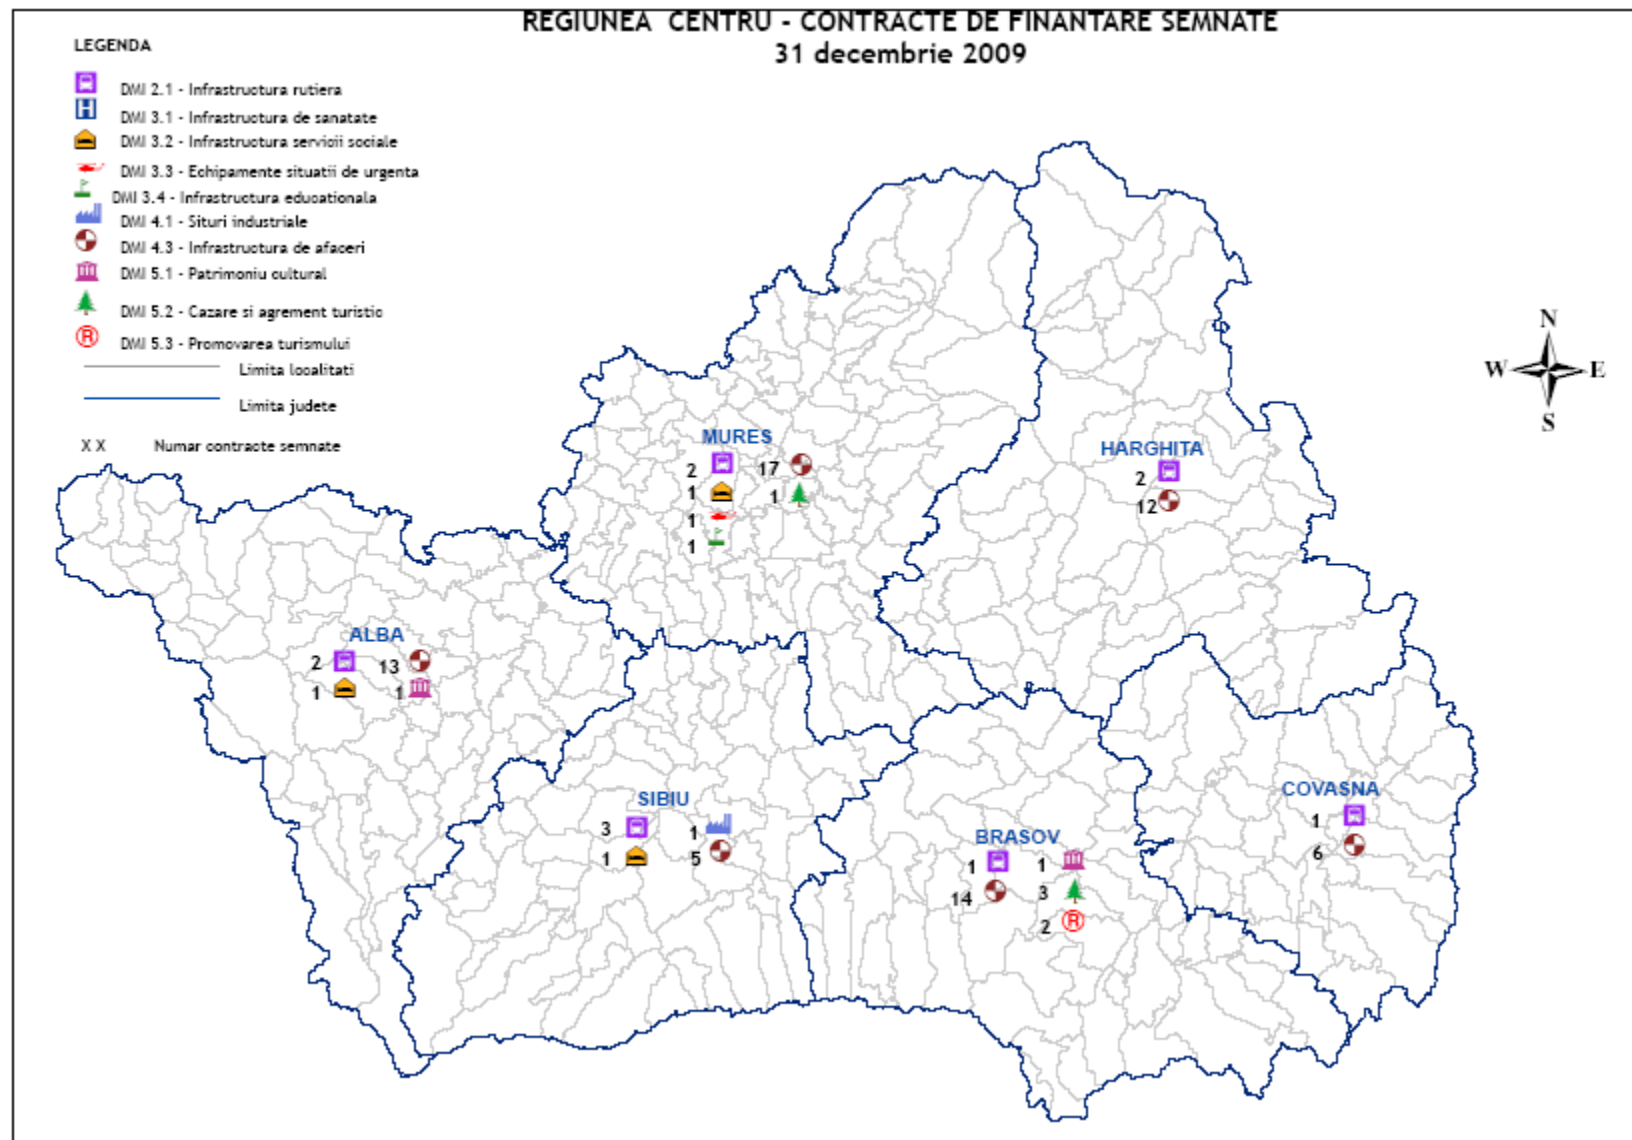 REGIUNEA CENTRU - CONTRACTE DE FINANTARE SEMNATE
31 decembrie 2009
LEGENDA
DMI 2.1 - Infrastructura rutiera
H DMI 3.1 - Infrastructura de sanatate
DMI 3.2 - Infrastructura servicii sociale
DMI 3.3 - Echipamente situatii de urgenta
DMI 3.4 - Infrastructura educationala
DMI 4.1 - Situri industriale
DMI 4.3 - Infrastructura de afaceri
DMI 5.1 - Patrimoniu cultural
DMI 5.2 - Cazare si agrement turistic
R DMI 5.3 - Promovarea turismului
Limita localitati
Limita judete
X X Numar contracte semnate
N
W E
S
MURES
2 17
1 1
1
1
HARGHITA
2
12
ALBA
2 13
1 1
SIBIU
3 1
1 5
BRASOV
1 1
14 3
2 R
COVASNA
1
6